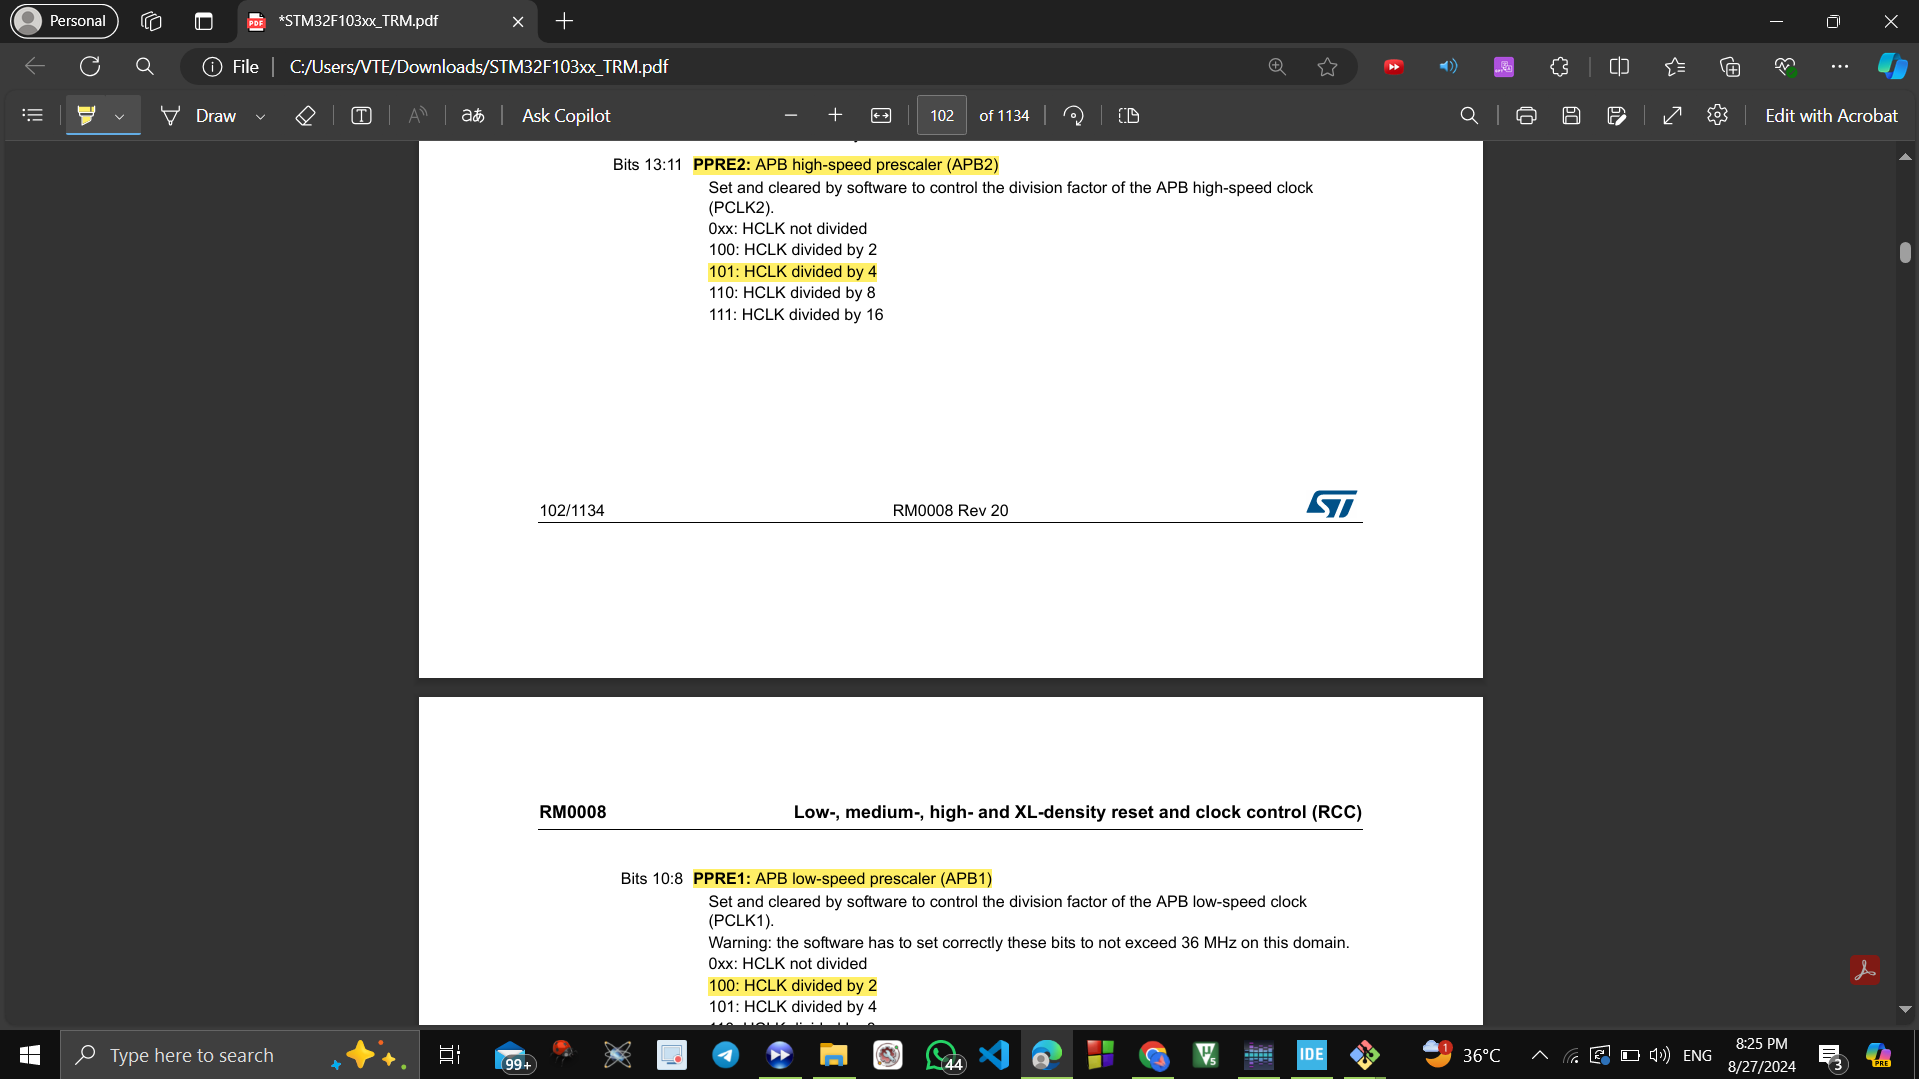 Personal
*STM32F103xx_TRM.pdf
File
C:/Users/VTE/Downloads/STM32F103xx_TRM.pdf
Draw
Ask Copilot
102
of 1134
Edit with Acrobat
Bits 13:11 PPRE2: APB high-speed prescaler (APB2)
Set and cleared by software to control the division factor of the APB high-speed clock
(PCLK2).
0xx: HCLK not divided
100: HCLK divided by 2
101: HCLK divided by 4
110: HCLK divided by 8
111: HCLK divided by 16
102/1134
RM0008 Rev 20
ST
RM0008
Low-, medium-, high- and XL-density reset and clock control (RCC)
Bits 10:8 PPRE1: APB low-speed prescaler (APB1)
Set and cleared by software to control the division factor of the APB low-speed clock
(PCLK1).
Warning: the software has to set correctly these bits to not exceed 36 MHz on this domain.
0xx: HCLK not divided
100: HCLK divided by 2
101: HCLK divided by 4
Type here to search
99+
44
IDE
1
36°C
ENG
8:25 PM
8/27/2024
3
PRE